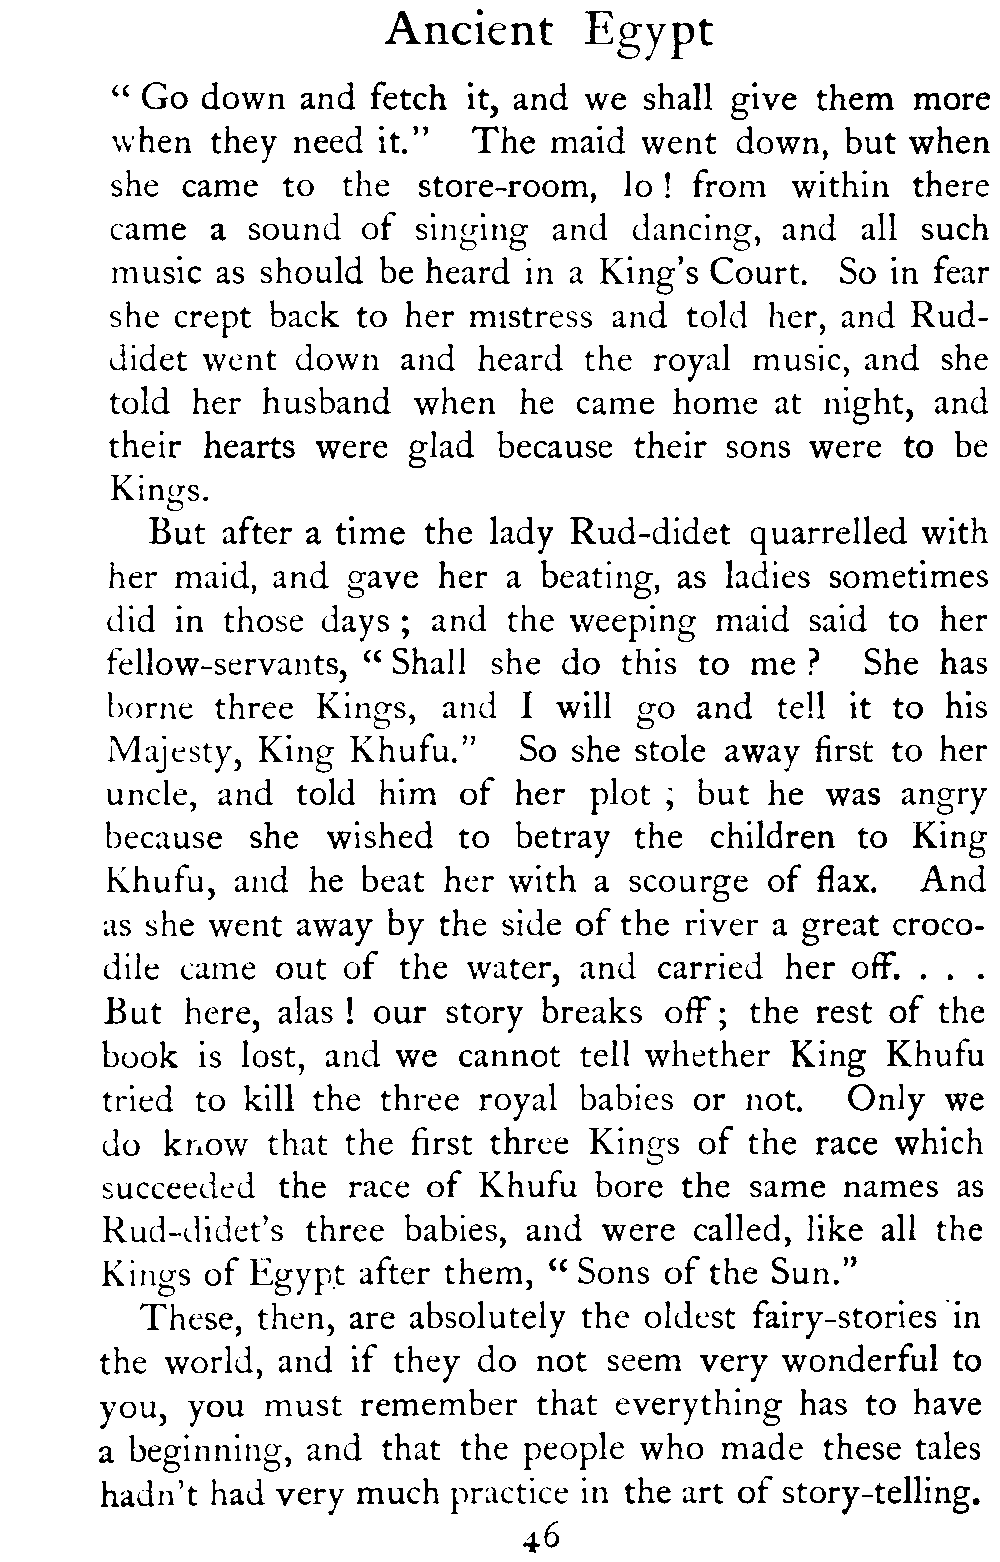 Ancient Egypt
“ Go down and fetch it, and we shall give them more
when they need it.” The maid went down, but when
she came to the store-room, lo ! from within there
came a sound of singing and dancing, and all such
music as should be heard in a King’s Court. So in fear
she crept back to her mistress and told her, and Rud-
didet went down and heard the royal music, and she
told her husband when he came home at night, and
their hearts were glad because their sons were to be
Kings.
But after a time the lady Rud-didet quarrelled with
her maid, and gave her a beating, as ladies sometimes
did in those days ; and the weeping maid said to her
fellow-servants, “ Shall she do this to me ? She has
borne three Kings, and I will go and tell it to his
Majesty, King Khufu.” So she stole away first to her
uncle, and told him of her plot ; but he was angry
because she wished to betray the children to King
Khufu, and he beat her with a scourge of flax. And
as she went away by the side of the river a great croco-
dile came out of the water, and carried her off. . . .
But here, alas ! our story breaks off ; the rest of the
book is lost, and we cannot tell whether King Khufu
tried to kill the three royal babies or not. Only we
do know that the first three Kings of the race which
succeeded the race of Khufu bore the same names as
Rud-didet’s three babies, and were called, like all the
Kings of Egypt after them, “ Sons of the Sun.”
These, then, are absolutely the oldest fairy-stories in
the world, and if they do not seem very wonderful to
you, you must remember that everything has to have
a beginning, and that the people who made these tales
hadn’t had very much practice in the art of story-telling.
46